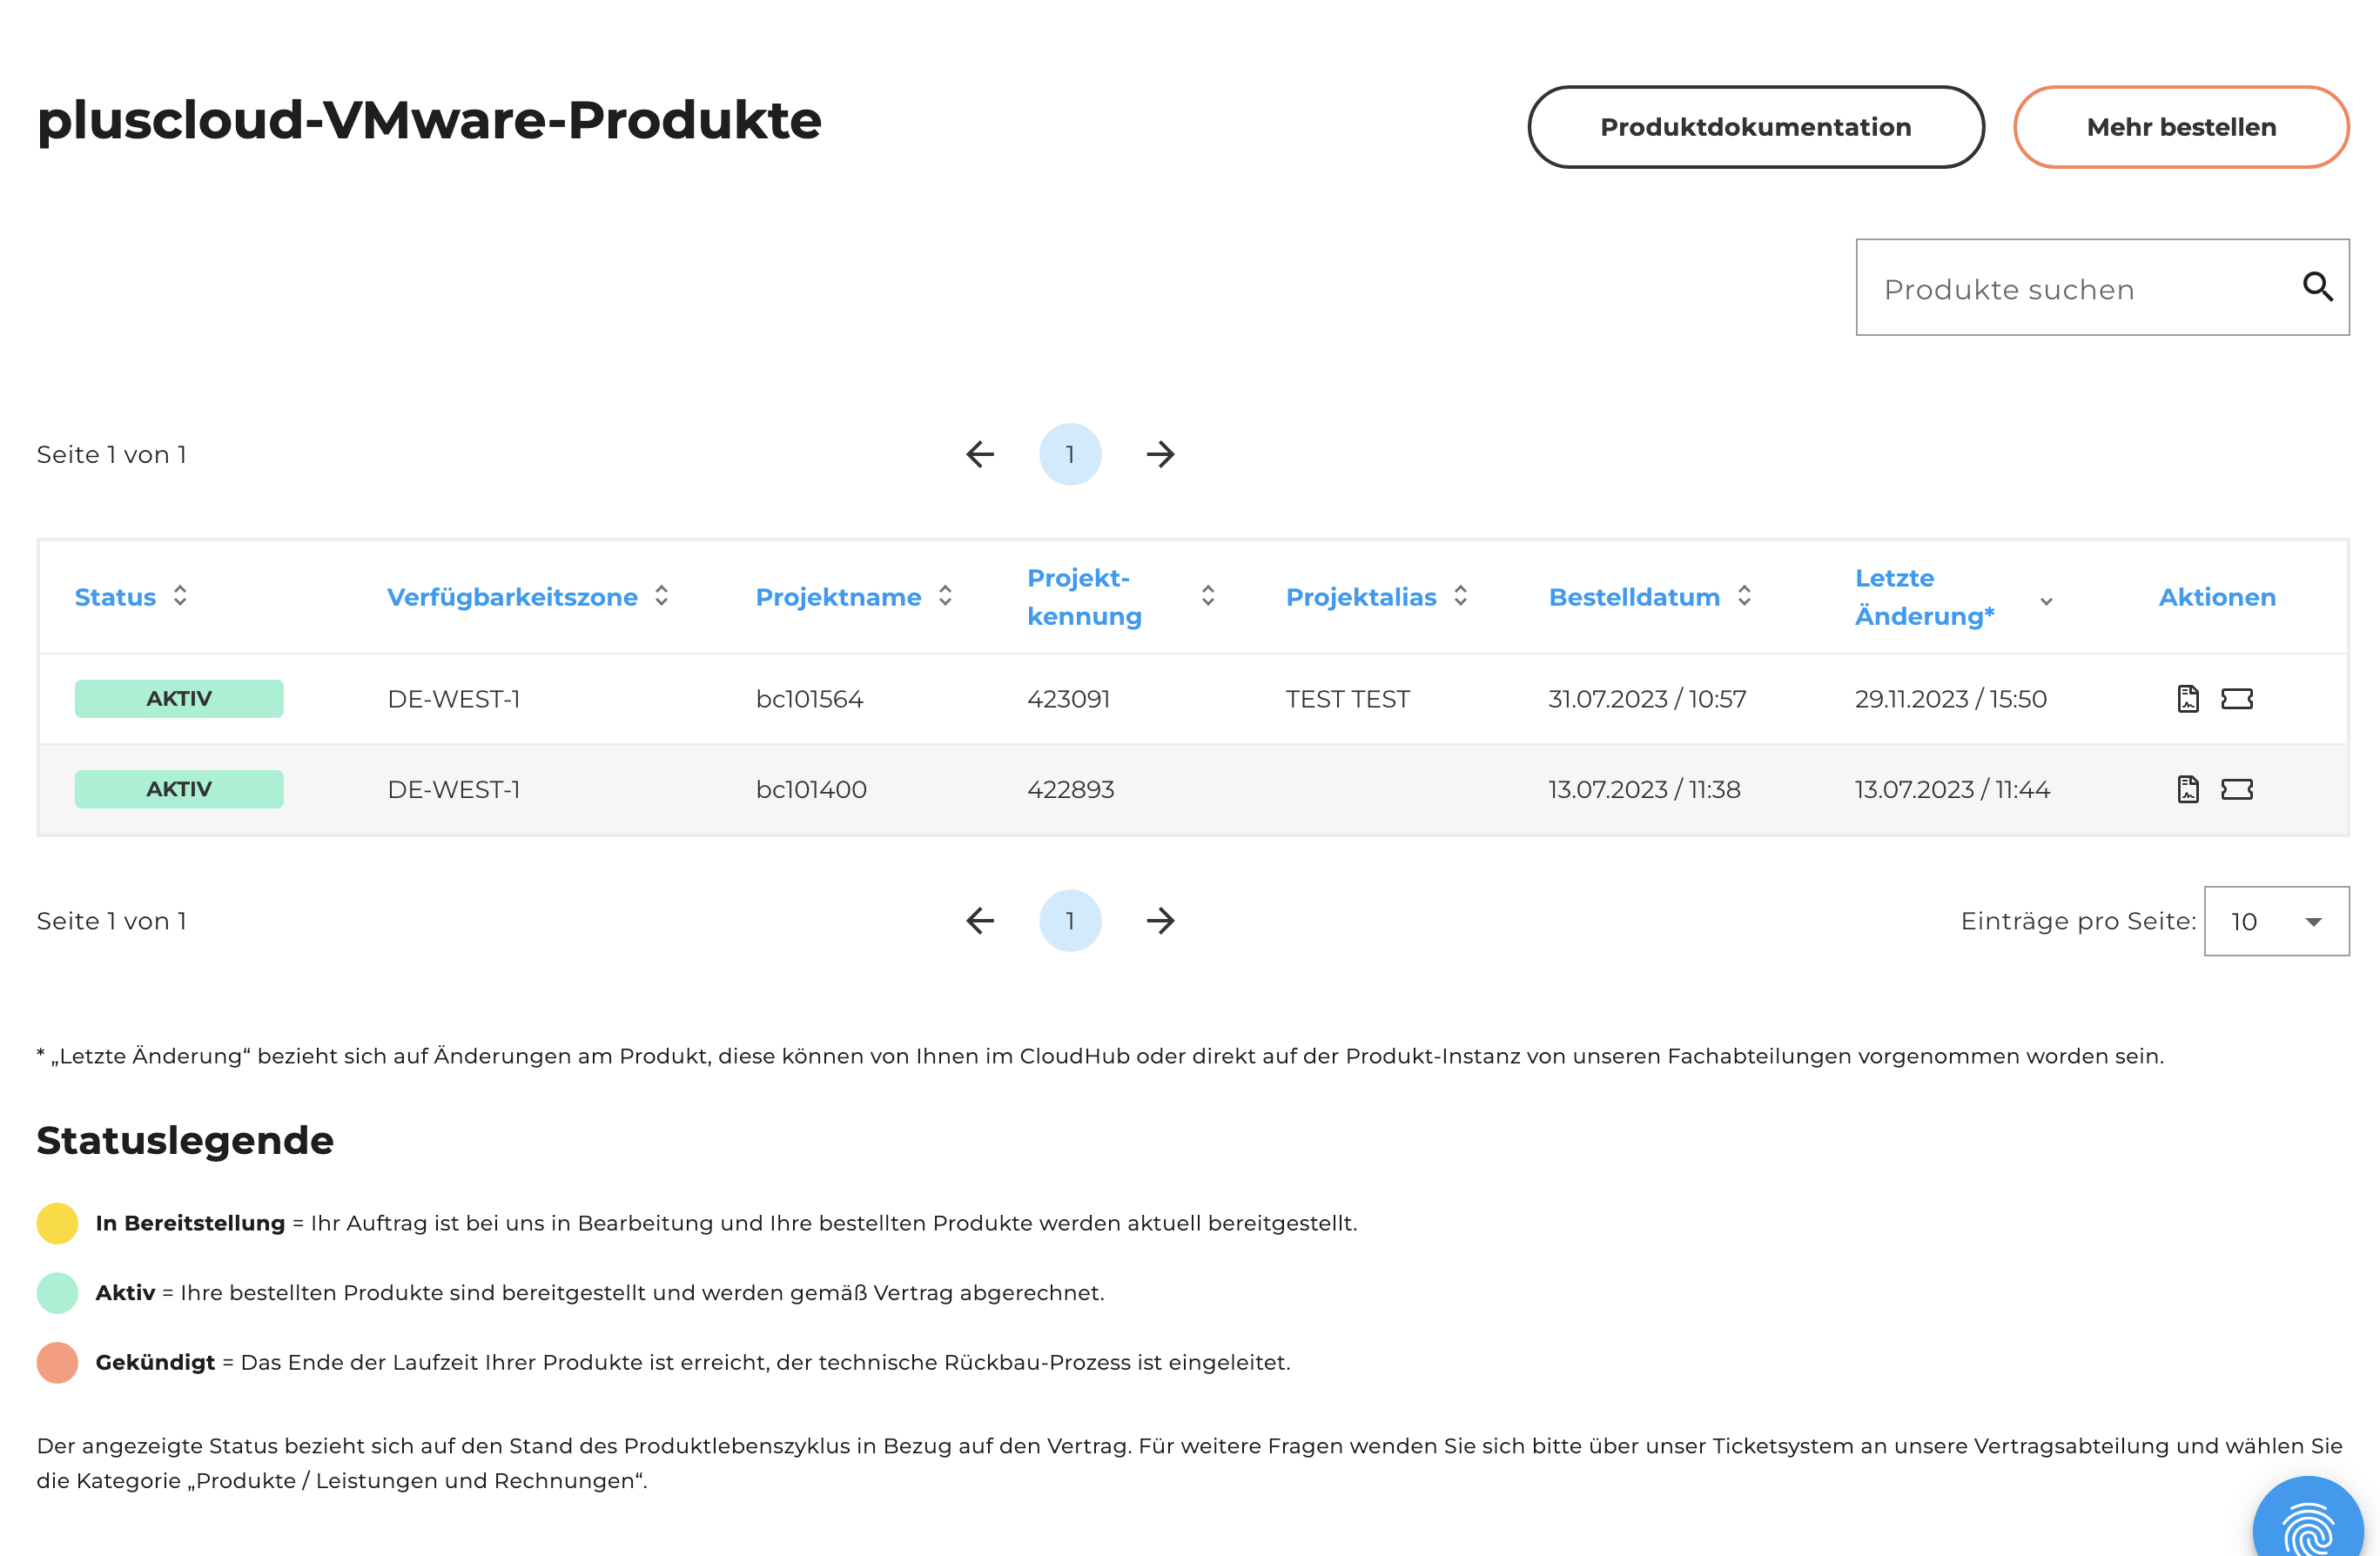 pluscloud-VMware-Produkte
Produktdokumentation
Mehr bestellen
Produkte suchen
Seite 1 von 1
1
Status
Verfügbarkeitszone
Projektname
Projekt-
kennung
Projektalias
Bestelldatum
Letzte
Änderung*
Aktionen
AKTIV DE-WEST-1 bc101564 423091 TEST TEST 31.07.2023 / 10:57 29.11.2023 / 15:50
AKTIV DE-WEST-1 bc101400 422893 13.07.2023 / 11:38 13.07.2023 / 11:44
Seite 1 von 1
1
Einträge pro Seite: 10
* „Letzte Änderung“ bezieht sich auf Änderungen am Produkt, diese können von Ihnen im CloudHub oder direkt auf der Produkt-Instanz von unseren Fachabteilungen vorgenommen worden sein.
Statuslegende
In Bereitstellung = Ihr Auftrag ist bei uns in Bearbeitung und Ihre bestellten Produkte werden aktuell bereitgestellt.
Aktiv = Ihre bestellten Produkte sind bereitgestellt und werden gemäß Vertrag abgerechnet.
Gekündigt = Das Ende der Laufzeit Ihrer Produkte ist erreicht, der technische Rückbau-Prozess ist eingeleitet.
Der angezeigte Status bezieht sich auf den Stand des Produktlebenszyklus in Bezug auf den Vertrag. Für weitere Fragen wenden Sie sich bitte über unser Ticketsystem an unsere Vertragsabteilung und wählen Sie
die Kategorie „Produkte / Leistungen und Rechnungen“.